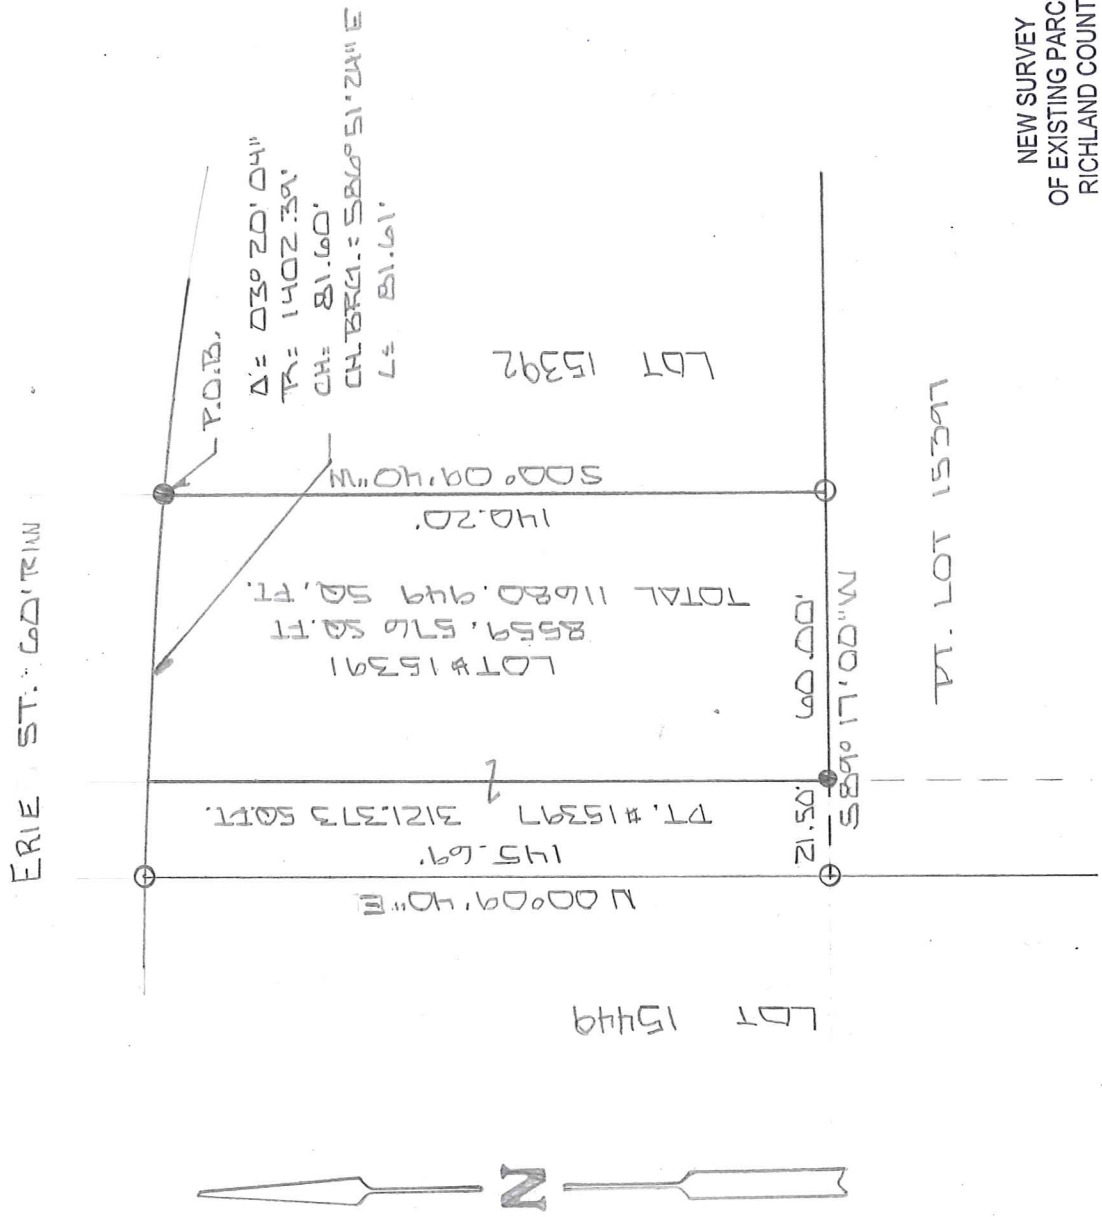 ERIE ST. 60' R/W
P.O.B.
Δ = 03° 20' 04"
R = 1402.39'
CH = 81.60'
CH. BRG. = S86° 51' 24" E
L = 81.61'
LOT 15392
S00° 09' 40" W
140.20'
LOT # 15391
8559.576 SQ. FT
TOTAL 11680.949 SQ. FT.
PT. # 15397 3121.373 SQ. FT.
145.69'
N 00° 09' 40" E
60.00'
21.50'
S 89° 17' 00" W
PT. LOT 15397
LOT 15449
N
NEW SURVEY
OF EXISTING PARC
RICHLAND COUNT